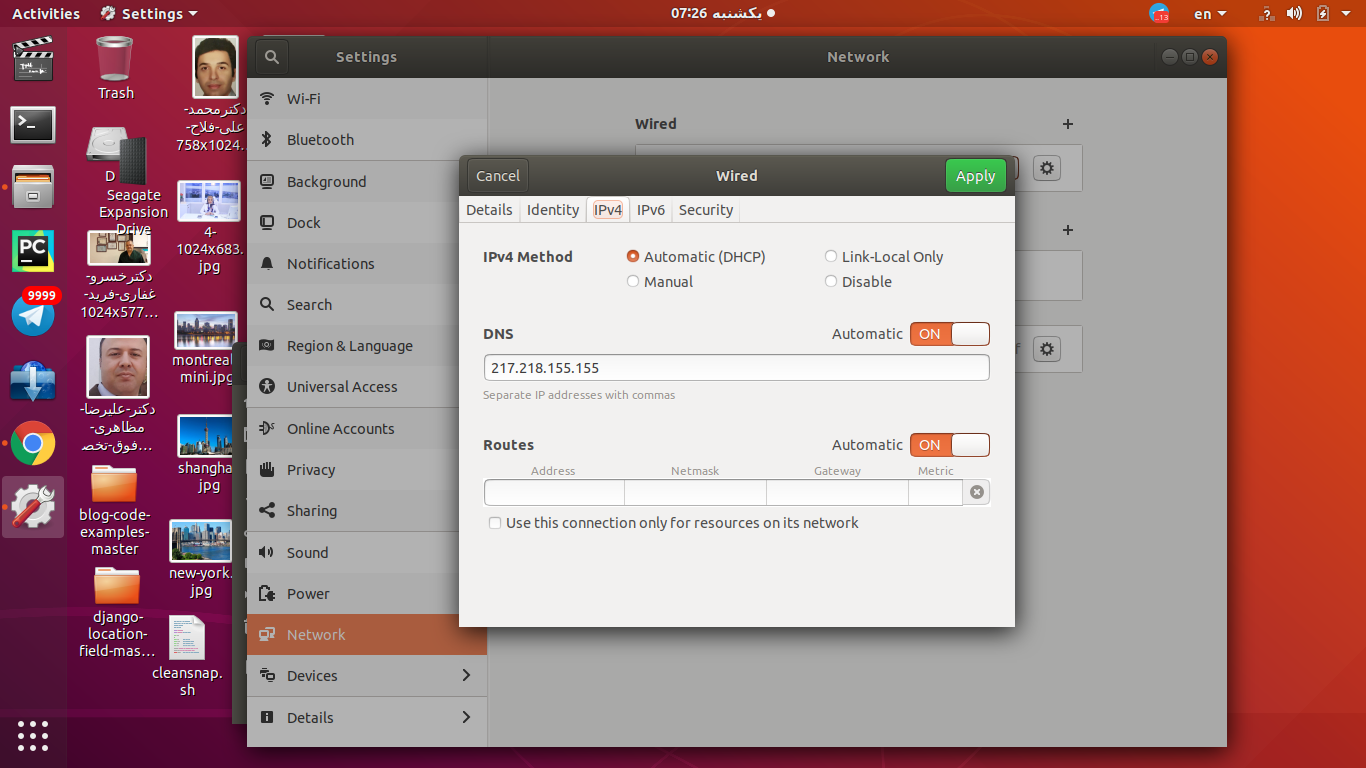 Activities
Settings
یکشنبه 07:26
13
en
Trash
دکترمحمد-
علی-فلاح-
758x1024...
D
Seagate
Expansion
Drive
4-
1024x683.
jpg
دکترخسرو-
غفاری-فرید-
1024x577...
9999
montreal
mini.jpg
دکتر-علیرضا-
مظاهری-
فوق-تخص...
shangha
jpg
blog-code-
examples-
master
new-york.
jpg
django-
location-
field-mas...
cleansnap.
sh
PC
Settings
Network
Wi-Fi
Bluetooth
Background
Dock
Notifications
Search
Region & Language
Universal Access
Online Accounts
Privacy
Sharing
Sound
Power
Network
Devices
Details
Wired
Cancel
Wired
Apply
Details
Identity
IPv4
IPv6
Security
IPv4 Method
Automatic (DHCP)
Link-Local Only
Manual
Disable
DNS
Automatic
ON
217.218.155.155
Separate IP addresses with commas
Routes
Automatic
ON
Address
Netmask
Gateway
Metric
Use this connection only for resources on its network